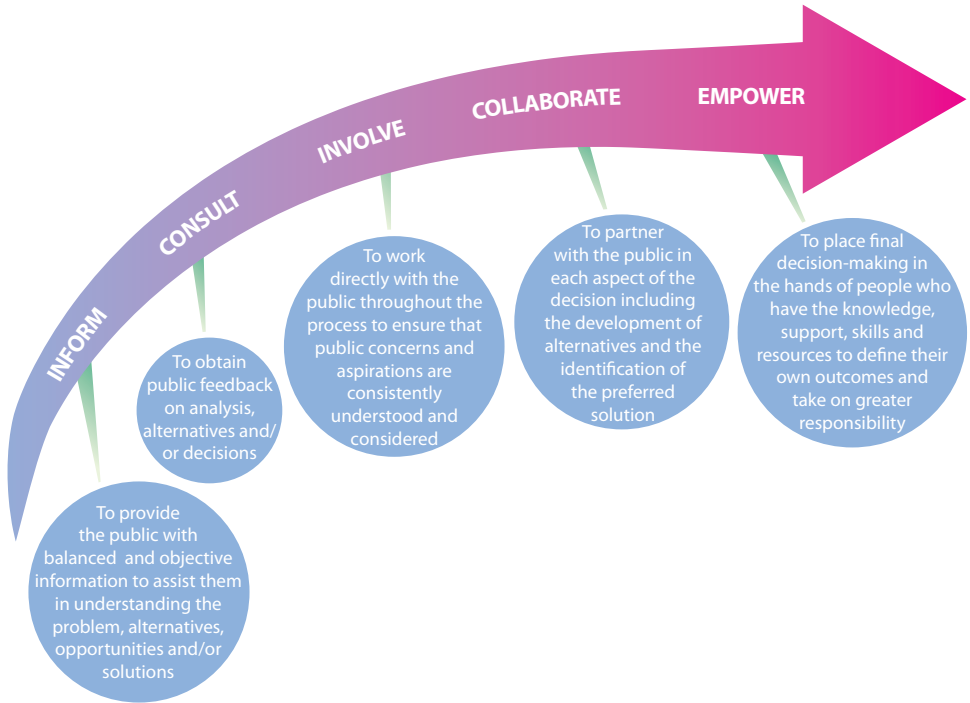 INFORM
To provide
the public with
balanced and objective
information to assist them
in understanding the
problem, alternatives,
opportunities and/or
solutions
CONSULT
To obtain
public feedback
on analysis,
alternatives and/
or decisions
INVOLVE
To work
directly with the
public throughout the
process to ensure that
public concerns and
aspirations are
consistently
understood and
considered
COLLABORATE
To partner
with the public in
each aspect of the
decision including
the development of
alternatives and the
identification of
the preferred
solution
EMPOWER
To place final
decision-making in
the hands of people who
have the knowledge,
support, skills and
resources to define their
own outcomes and
take on greater
responsibility